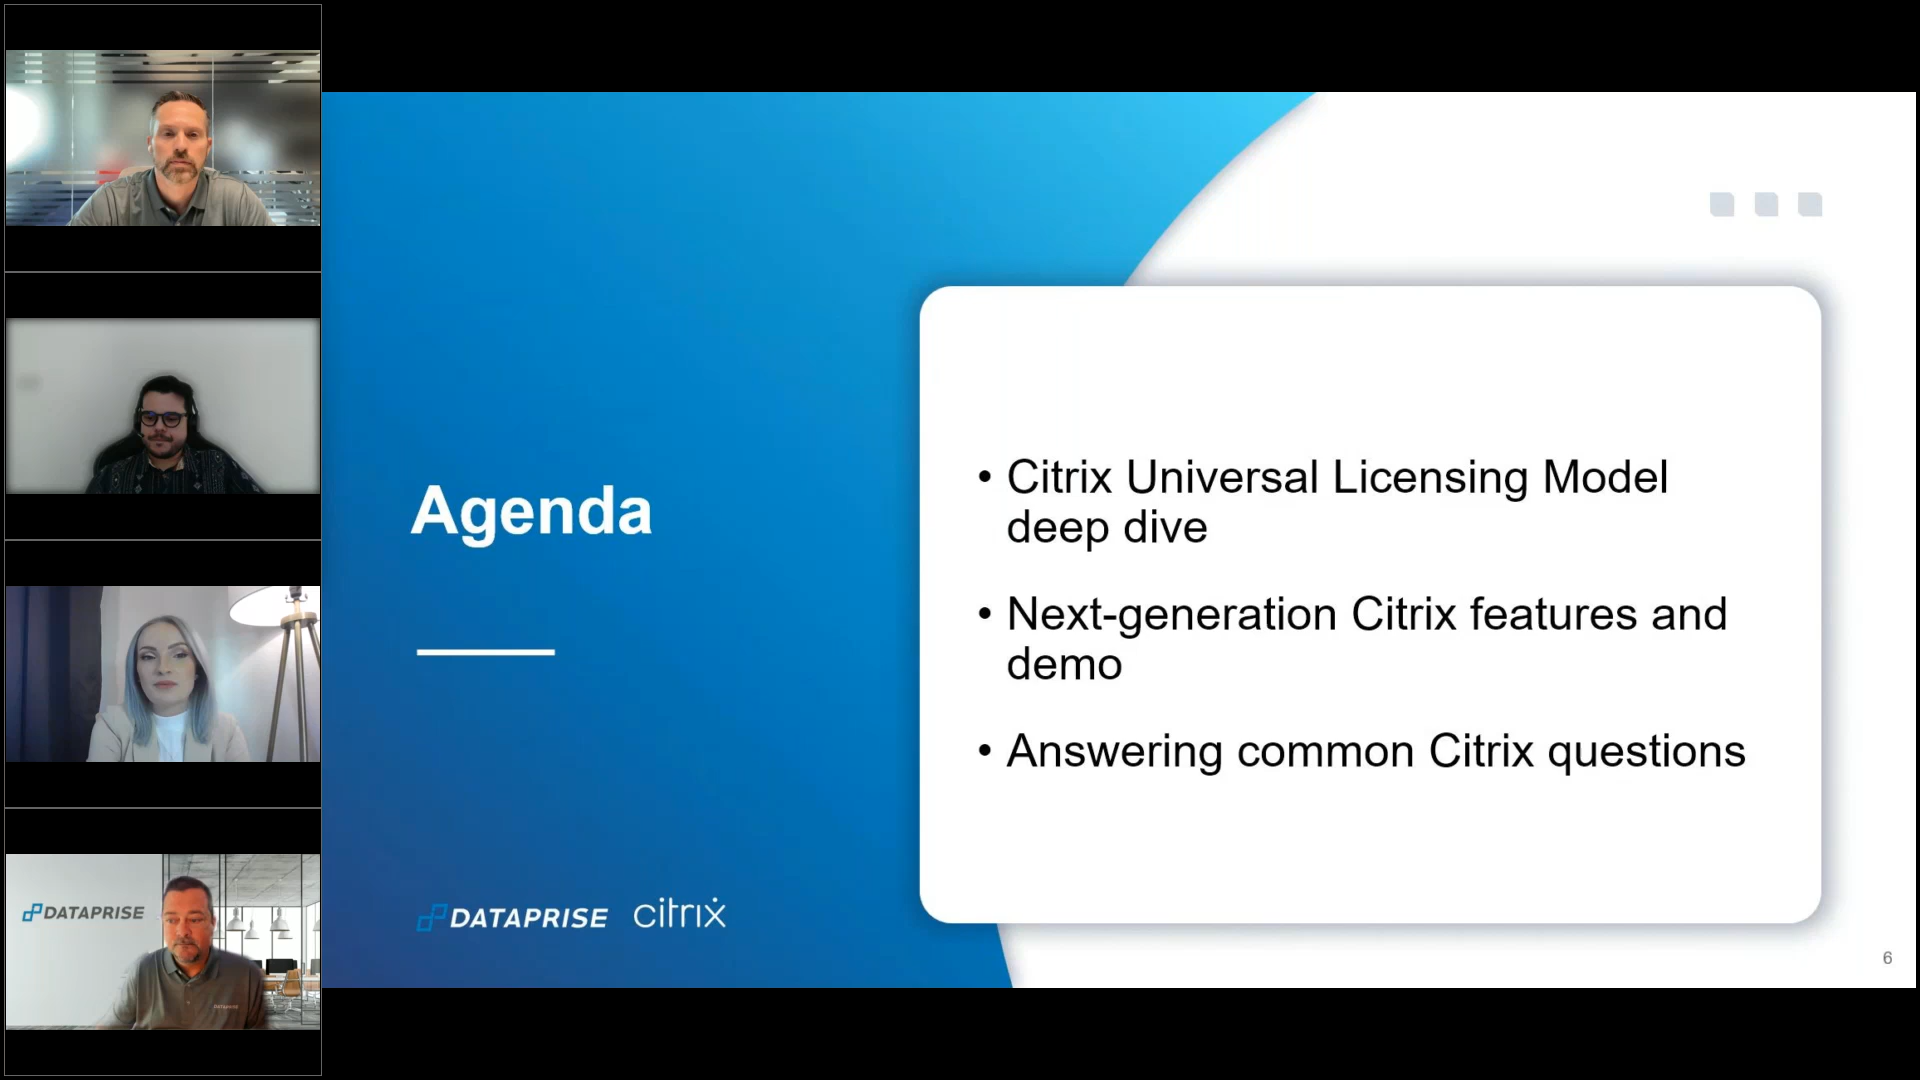 Agenda
• Citrix Universal Licensing Model
deep dive
• Next-generation Citrix features and
demo
• Answering common Citrix questions
DATAPRISE citrix
6
DATAPRISE
DATAPRISE